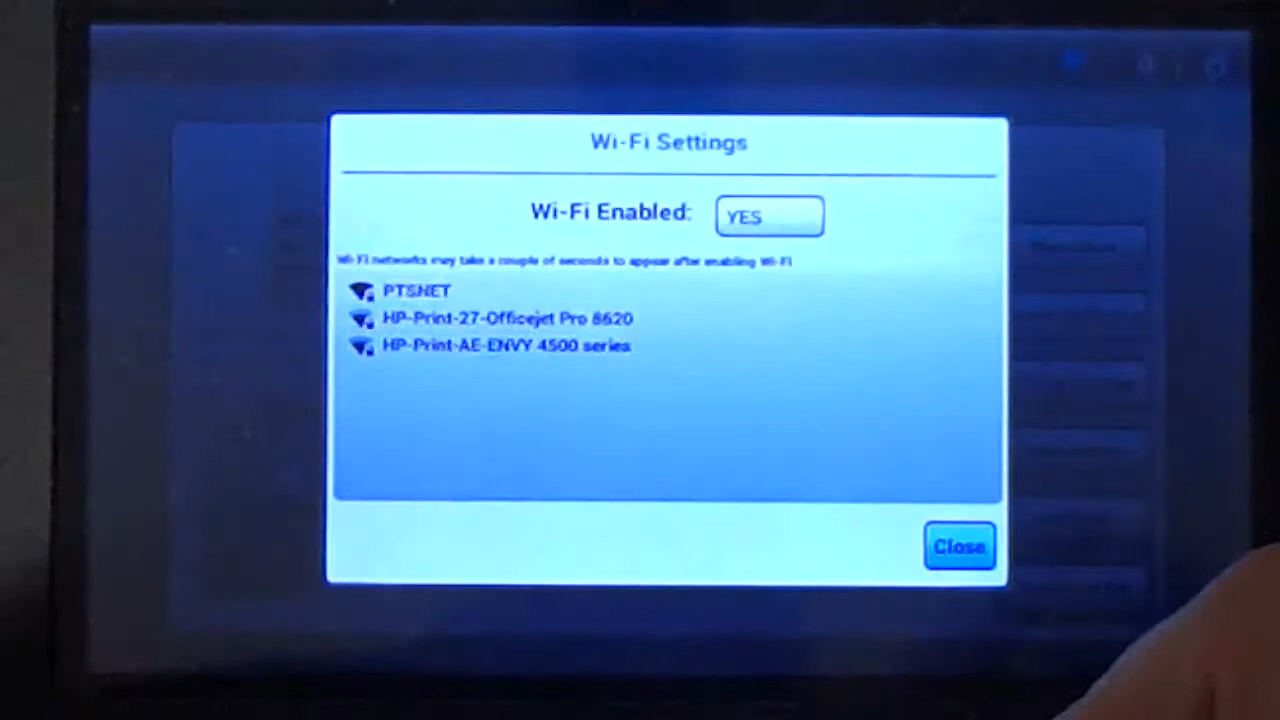 Wi-Fi Settings
Wi-Fi Enabled: YES
Wi-Fi networks may take a couple of seconds to appear after enabling Wi-Fi
PTSNET
HP-Print-27-Officejet Pro 8620
HP-Print-AE-ENVY 4500 series
Close